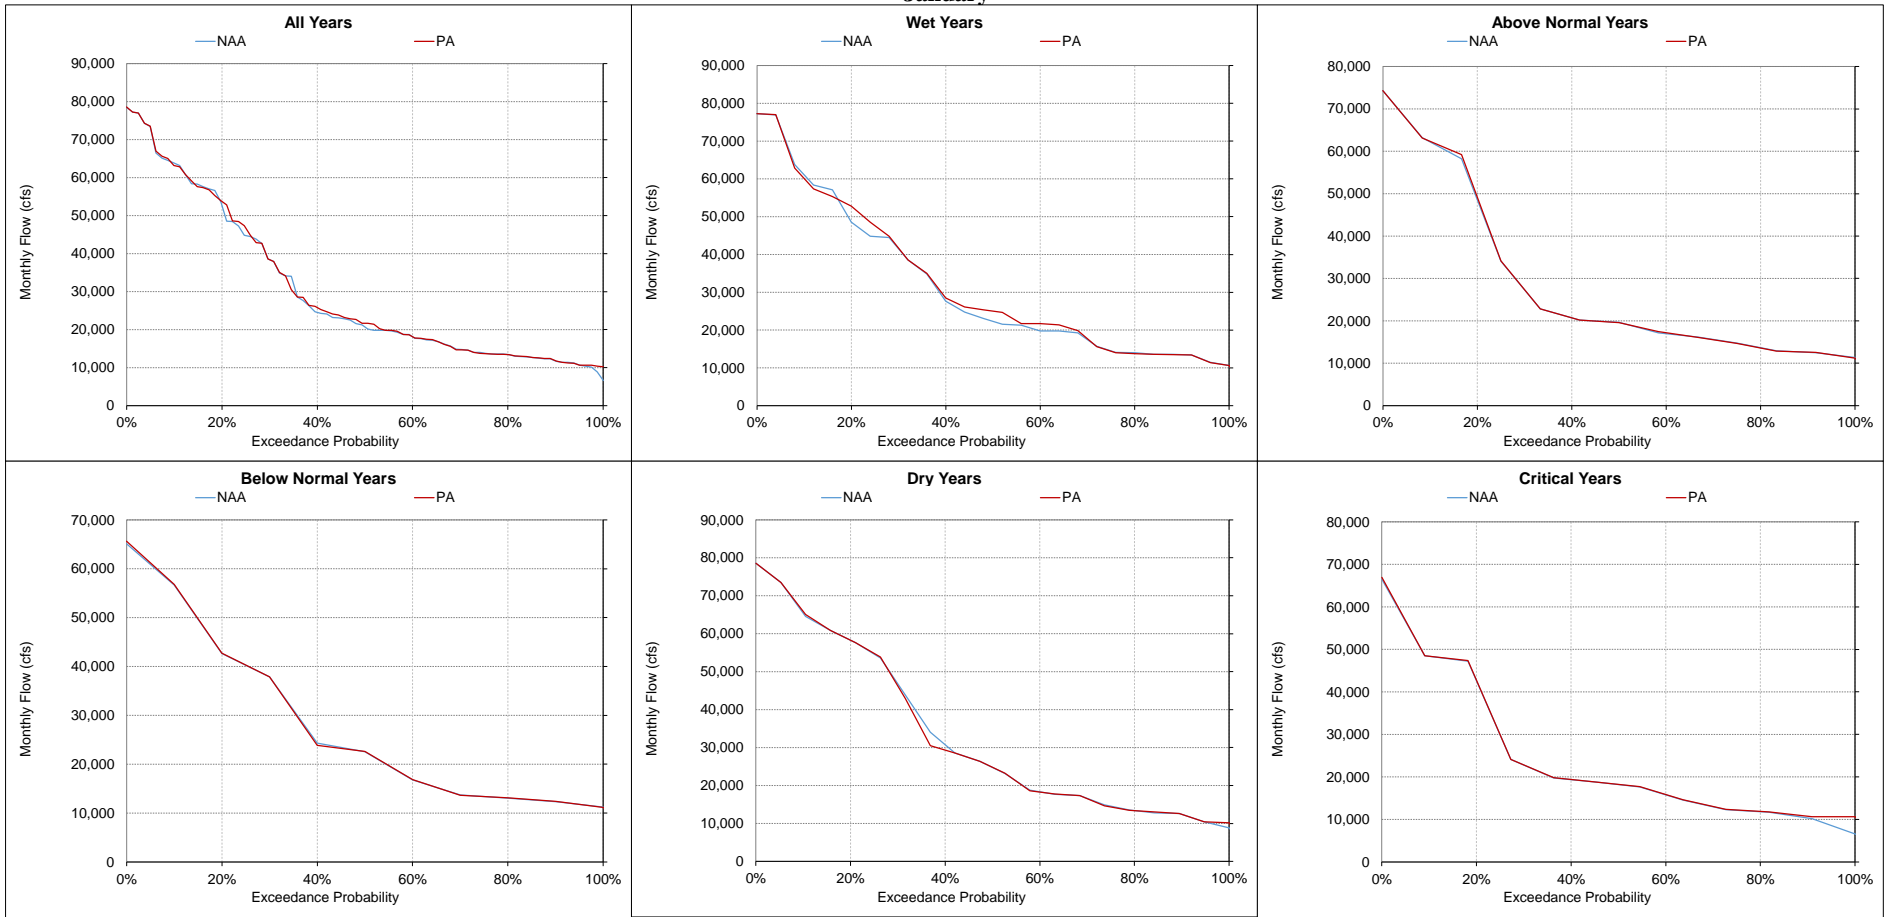 All Years
NAA PA
90,000
80,000
70,000
60,000
50,000
40,000
30,000
20,000
10,000
0
Monthly Flow (cfs)
0% 20% 40% 60% 80% 100%
Exceedance Probability
Wet Years
NAA PA
90,000
80,000
70,000
60,000
50,000
40,000
30,000
20,000
10,000
0
Monthly Flow (cfs)
0% 20% 40% 60% 80% 100%
Exceedance Probability
Above Normal Years
NAA PA
80,000
70,000
60,000
50,000
40,000
30,000
20,000
10,000
0
Monthly Flow (cfs)
0% 20% 40% 60% 80% 100%
Exceedance Probability
Below Normal Years
NAA PA
70,000
60,000
50,000
40,000
30,000
20,000
10,000
0
Monthly Flow (cfs)
0% 20% 40% 60% 80% 100%
Exceedance Probability
Dry Years
NAA PA
90,000
80,000
70,000
60,000
50,000
40,000
30,000
20,000
10,000
0
Monthly Flow (cfs)
0% 20% 40% 60% 80% 100%
Exceedance Probability
Critical Years
NAA PA
80,000
70,000
60,000
50,000
40,000
30,000
20,000
10,000
0
Monthly Flow (cfs)
0% 20% 40% 60% 80% 100%
Exceedance Probability